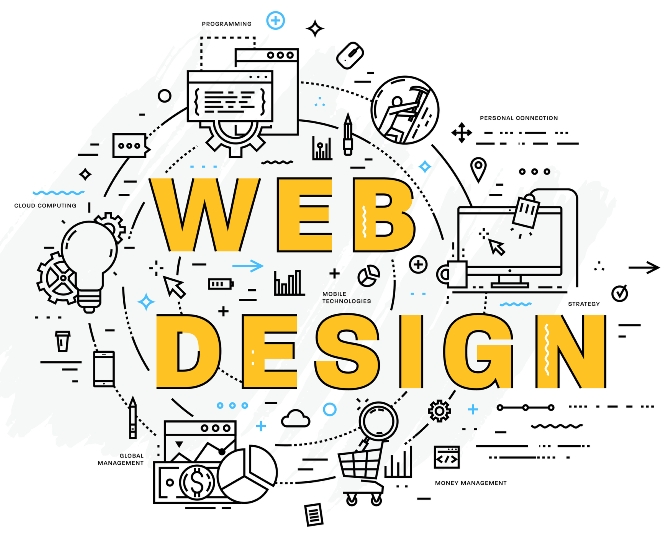 PROGRAMMING
PERSONAL CONNECTION
WEB
CLOUD COMPUTING
MOBILE
TECHNOLOGIES
STRATEGY
DESIGN
GLOBAL
MANAGEMENT
MONEY MANAGEMENT